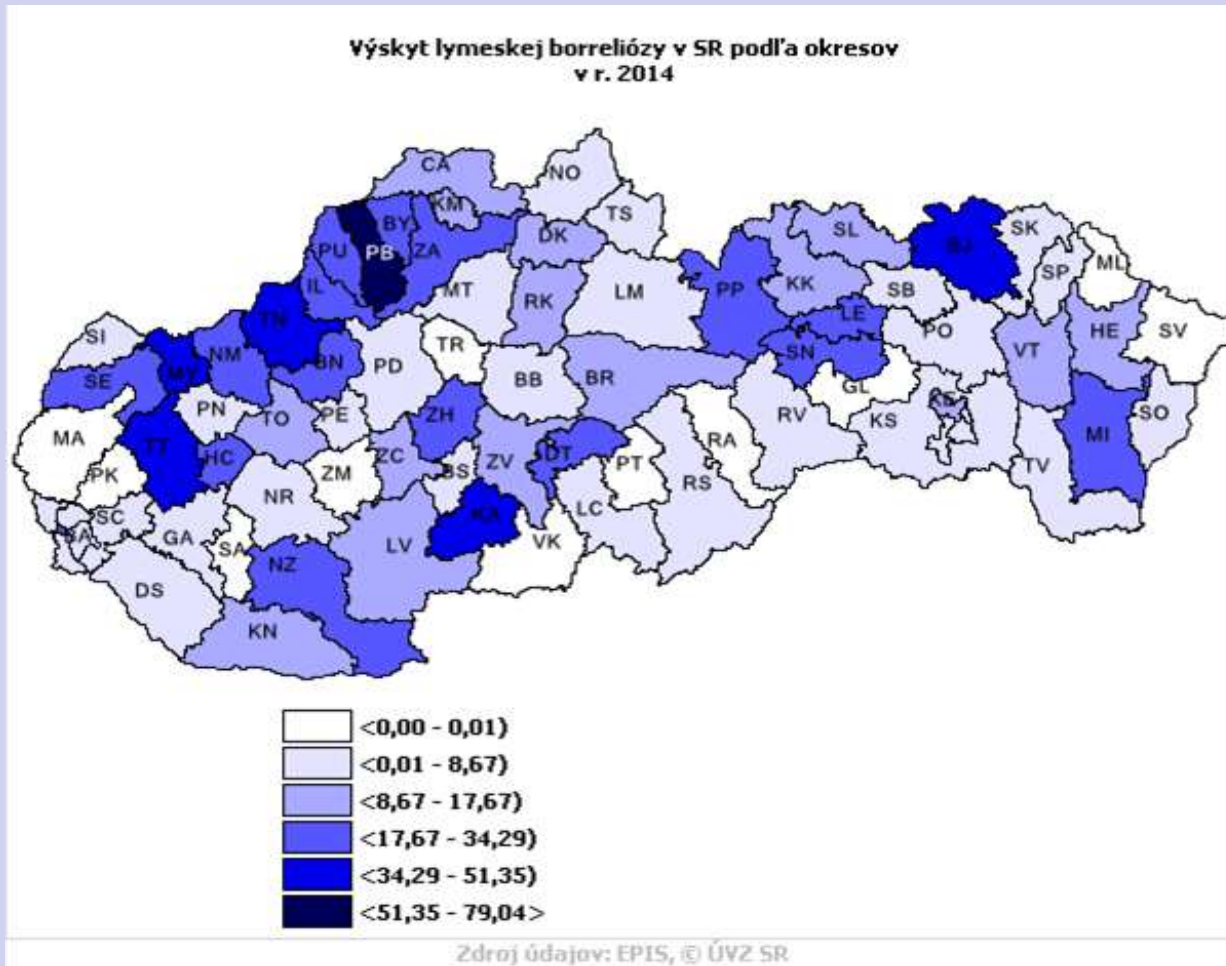 Výskyt lymeskej borreliózy v SR podľa okresov
v r. 2014
CA
NO
KM
TS
BY
PU
PB
ZA
DK
SL
BJ
SK
ML
SP
IL
MT
RK
LM
PP
KK
SB
SI
TN
LE
PO
HE
SV
NM
MY
BN
TR
SN
VT
SE
PD
BB
BR
GL
PN
TO
PE
ZH
RV
KS
KE
SO
MA
TT
HC
ZM
ZC
BS
ZV
DT
PT
RA
MI
PK
NR
RS
TV
SC
KA
LC
BA
GA
SA
LV
VK
NZ
DS
KN
<0,00 - 0,01)
<0,01 - 8,67)
<8,67 - 17,67)
<17,67 - 34,29)
<34,29 - 51,35)
<51,35 - 79,04>
Zdroj údajov: EPIS, © ÚVZ SR